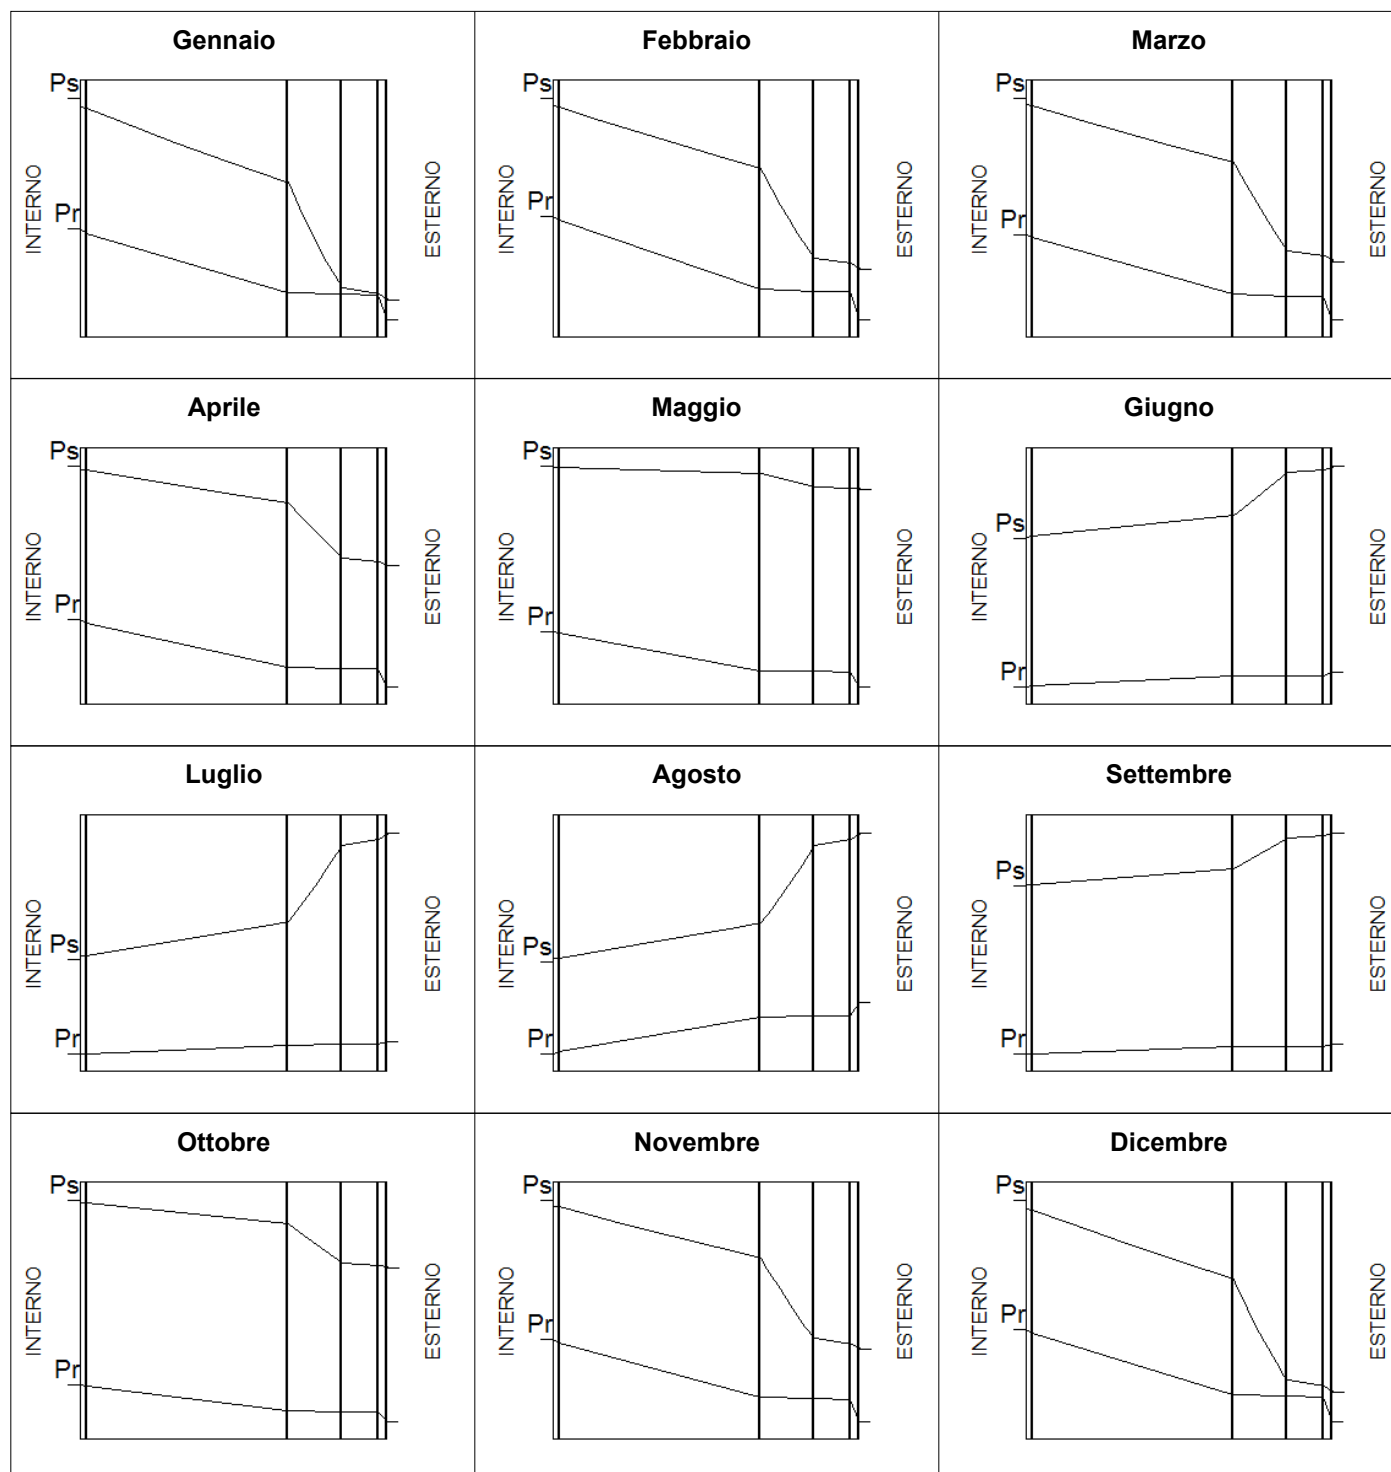 Gennaio
Febbraio
Marzo
Ps
Pr
INTERNO
ESTERNO
Ps
Pr
INTERNO
ESTERNO
Ps
Pr
INTERNO
ESTERNO
Aprile
Maggio
Giugno
Ps
Pr
INTERNO
ESTERNO
Ps
Pr
INTERNO
ESTERNO
Ps
Pr
INTERNO
ESTERNO
Luglio
Agosto
Settembre
Ps
Pr
INTERNO
ESTERNO
Ps
Pr
INTERNO
ESTERNO
Ps
Pr
INTERNO
ESTERNO
Ottobre
Novembre
Dicembre
Ps
Pr
INTERNO
ESTERNO
Ps
Pr
INTERNO
ESTERNO
Ps
Pr
INTERNO
ESTERNO